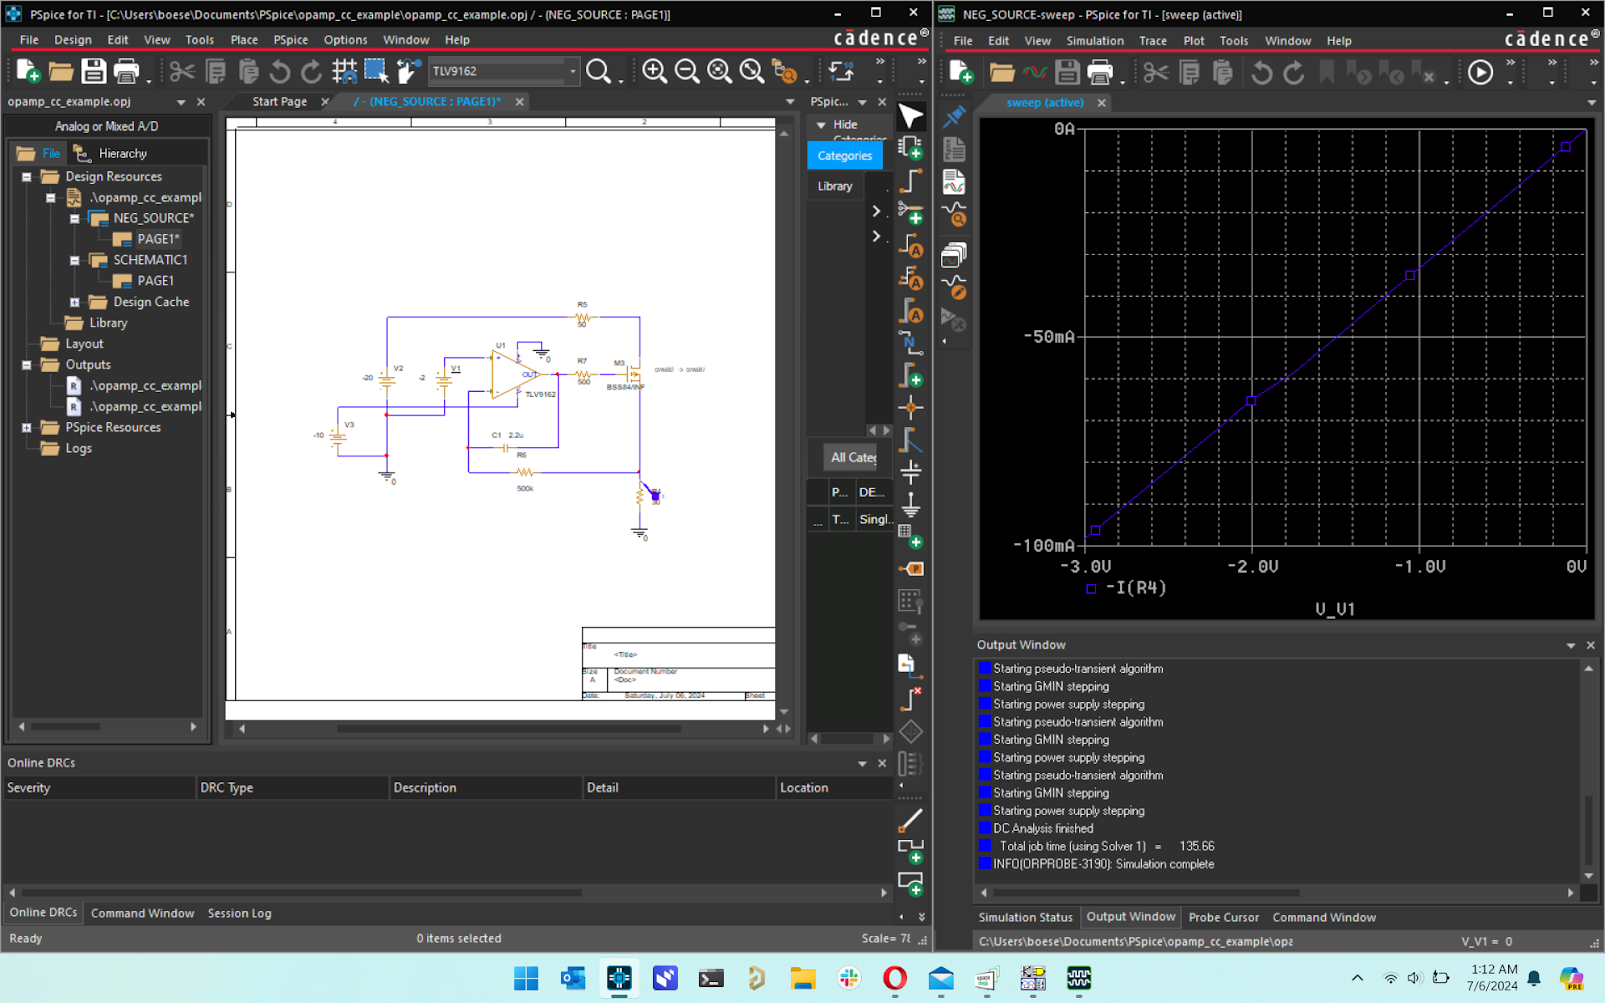 PSpice for TI - [C:\Users\boese\Documents\PSpice\opamp_cc_example\opamp_cc_example.opj / - (NEG_SOURCE : PAGE1)]
File Design Edit View Tools Place PSpice Options Window Help
cādence®
TLV9162
opamp_cc_example.opj
Start Page
/ - (NEG_SOURCE : PAGE1)*
Analog or Mixed A/D
File Hierarchy
Design Resources
.\opamp_cc_exampl
NEG_SOURCE*
PAGE1*
SCHEMATIC1
PAGE1
Design Cache
Library
Layout
Outputs
.\opamp_cc_exampl
.\opamp_cc_exampl
PSpice Resources
Logs
4 3 2
D
C
B
A
R5
50
U1
OUT
TLV9162
V2
-20
V1
-2
V3
-10
0
R7
500
M3
BSS84/INF
C1 2.2u
R6
500k
0
0
Title
<Title>
Size
A
Document Number
<Doc>
Date: Saturday, July 06, 2024 Sheet
PSpic...
Hide
Categories
Categories
Library
All Cateç
P... DE...
... T... Singl...
Online DRCs
Severity DRC Type Description Detail Location
Online DRCs Command Window Session Log
Ready 0 items selected Scale= 78
NEG_SOURCE-sweep - PSpice for TI - [sweep (active)]
File Edit View Simulation Trace Plot Tools Window Help
cādence®
sweep (active)
0A
-50mA
-100mA
-3.0V -2.0V -1.0V 0V
-I(R4)
V_V1
Output Window
Starting pseudo-transient algorithm
Starting GMIN stepping
Starting power supply stepping
Starting pseudo-transient algorithm
Starting GMIN stepping
Starting power supply stepping
Starting pseudo-transient algorithm
Starting GMIN stepping
Starting power supply stepping
DC Analysis finished
Total job time (using Solver 1) = 135.66
INFO(ORPROBE-3190): Simulation complete
Simulation Status Output Window Probe Cursor Command Window
C:\Users\boese\Documents\PSpice\opamp_cc_example\opa V_V1 = 0
1:12 AM
7/6/2024
PRE